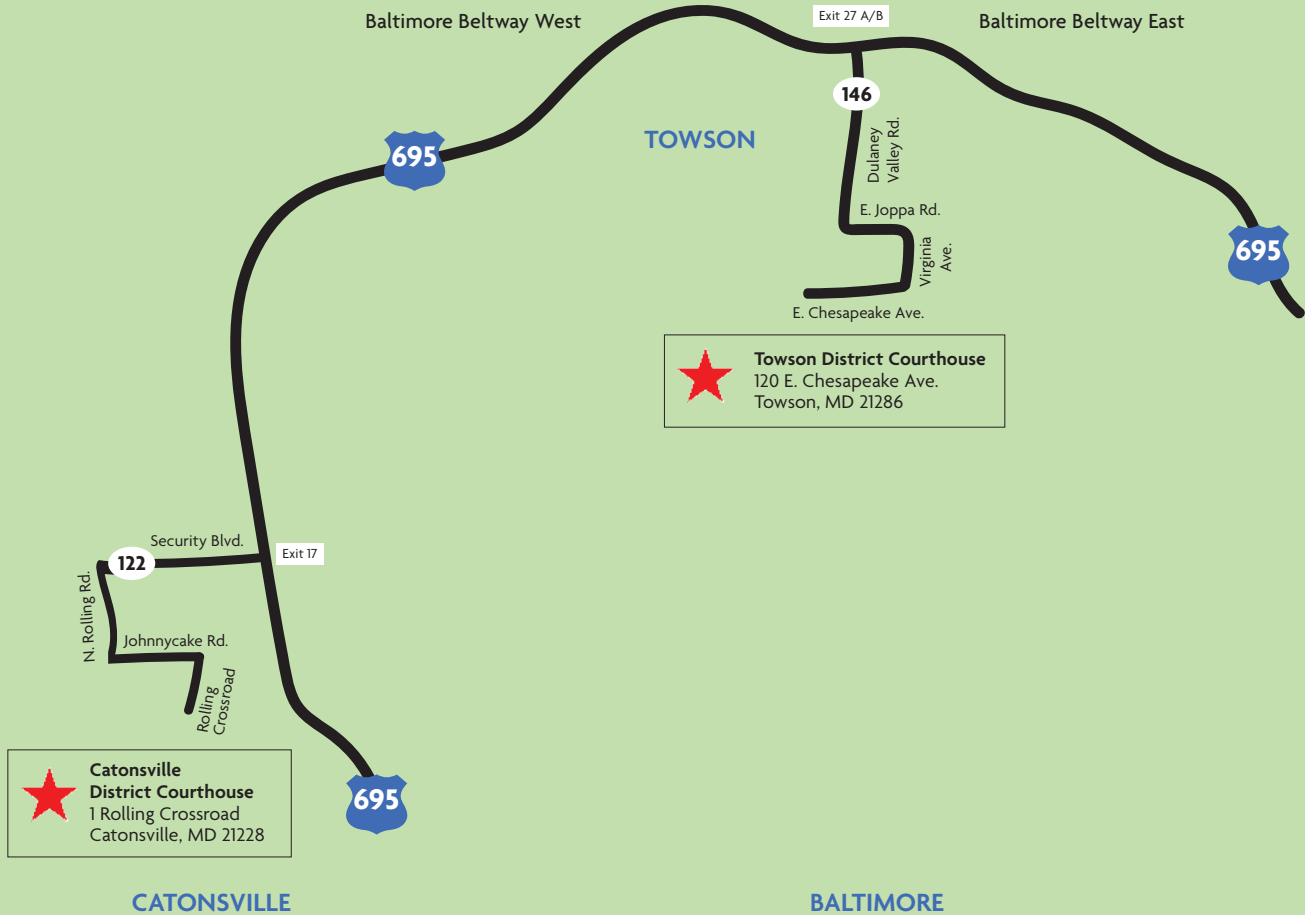 Baltimore Beltway West
Exit 27 A/B
Baltimore Beltway East
146
TOWSON
695
Dulaney
Valley Rd.
E. Joppa Rd.
Virginia
Ave.
695
E. Chesapeake Ave.
Towson District Courthouse
120 E. Chesapeake Ave.
Towson, MD 21286
Security Blvd.
Exit 17
122
N. Rolling Rd.
Johnnycake Rd.
Rolling
Crossroad
Catonsville
District Courthouse
1 Rolling Crossroad
Catonsville, MD 21228
695
CATONSVILLE
BALTIMORE